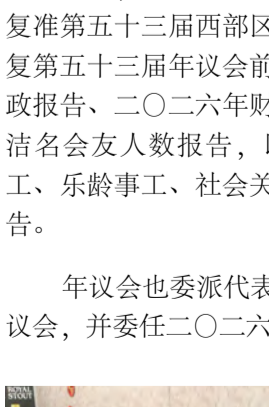 复准第五十三届西部区
复第五十三届年议会前
政报告、二〇二六年财
洁名会友人数报告，
工、乐龄事工、社会关
告。
年议会也委派代表
议会，并委任二〇二六
ROYAL
STOUT